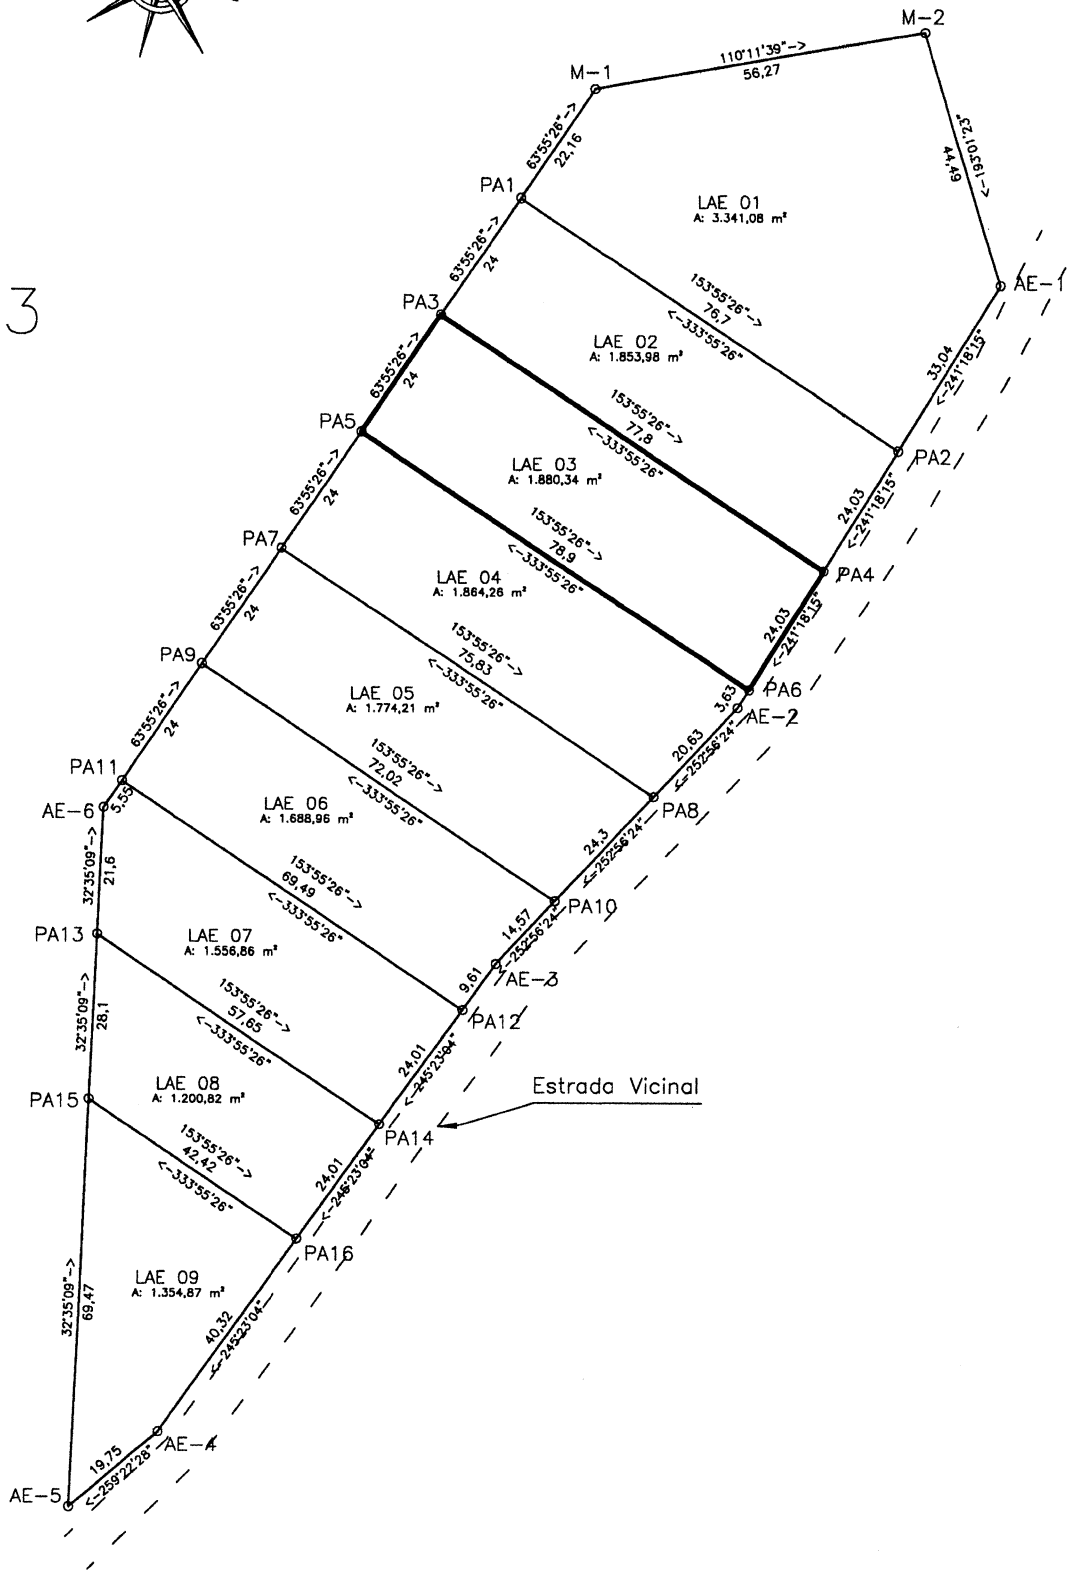 M-2
110°11'39"->
56,27
M-1
63°55'26"->
22,16
<-193°01'23"
44,49
PA1
LAE 01
A: 3.341,08 m²
63°55'26"->
24
153°55'26"->
76,7
<-333°55'26"
AE-1
3
PA3
LAE 02
A: 1.853,98 m²
33,04
<-241°18'15"
63°55'26"->
24
153°55'26"->
77,8
<-333°55'26"
PA2
PA5
LAE 03
A: 1.880,34 m²
24,03
<-241°18'15"
63°55'26"->
24
153°55'26"->
78,9
<-333°55'26"
PA4
PA7
LAE 04
A: 1.864,26 m²
24,03
<-241°18'15"
63°55'26"->
24
153°55'26"->
75,83
<-333°55'26"
PA6
3,63
AE-2
PA9
LAE 05
A: 1.774,21 m²
20,63
<-252°56'24"
63°55'26"->
24
153°55'26"->
72,02
<-333°55'26"
PA8
PA11
5,55
AE-6
LAE 06
A: 1.688,96 m²
24,3
<-252°56'24"
32°35'09"->
21,6
153°55'26"->
69,49
<-333°55'26"
PA10
14,57
<-252°56'24"
PA13
LAE 07
A: 1.556,86 m²
AE-3
9,61
PA12
32°35'09"->
28,1
153°55'26"->
57,65
<-333°55'26"
24,01
<-245°23'04"
PA15
LAE 08
A: 1.200,82 m²
Estrada Vicinal
PA14
153°55'26"->
42,42
<-333°55'26"
24,01
<-245°23'04"
PA16
LAE 09
A: 1.354,87 m²
32°35'09"->
69,47
40,32
<-245°23'04"
AE-4
19,75
<-259°22'28"
AE-5